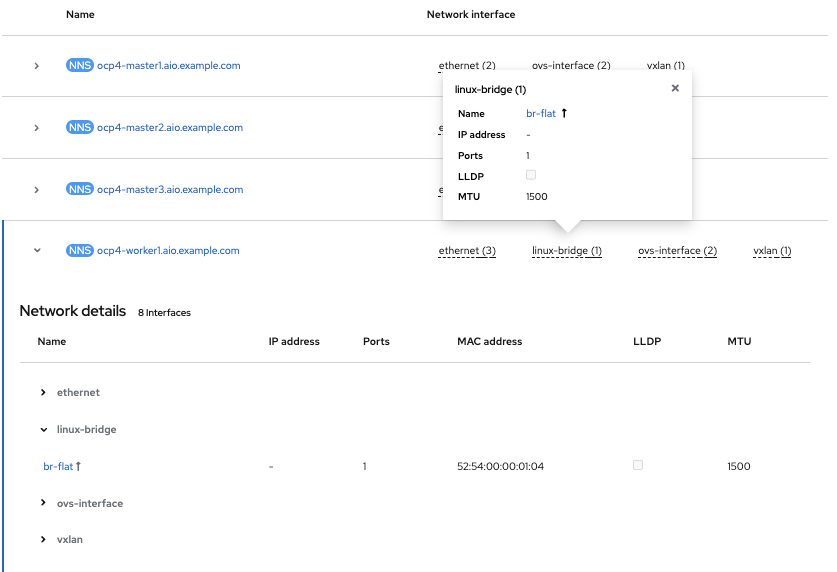 Name Network interface
NNS ocp4-master1.aio.example.com ethernet (2) ovs-interface (2) vxlan (1)
linux-bridge (1)
Name br-flat
NNS ocp4-master2.aio.example.com
IP address -
Ports 1
LLDP
NNS ocp4-master3.aio.example.com
MTU 1500
NNS ocp4-worker1.aio.example.com ethernet (3) linux-bridge (1) ovs-interface (2) vxlan (1)
Network details 8 Interfaces
Name IP address Ports MAC address LLDP MTU
ethernet
linux-bridge
br-flat - 1 52:54:00:00:01:04 1500
ovs-interface
vxlan